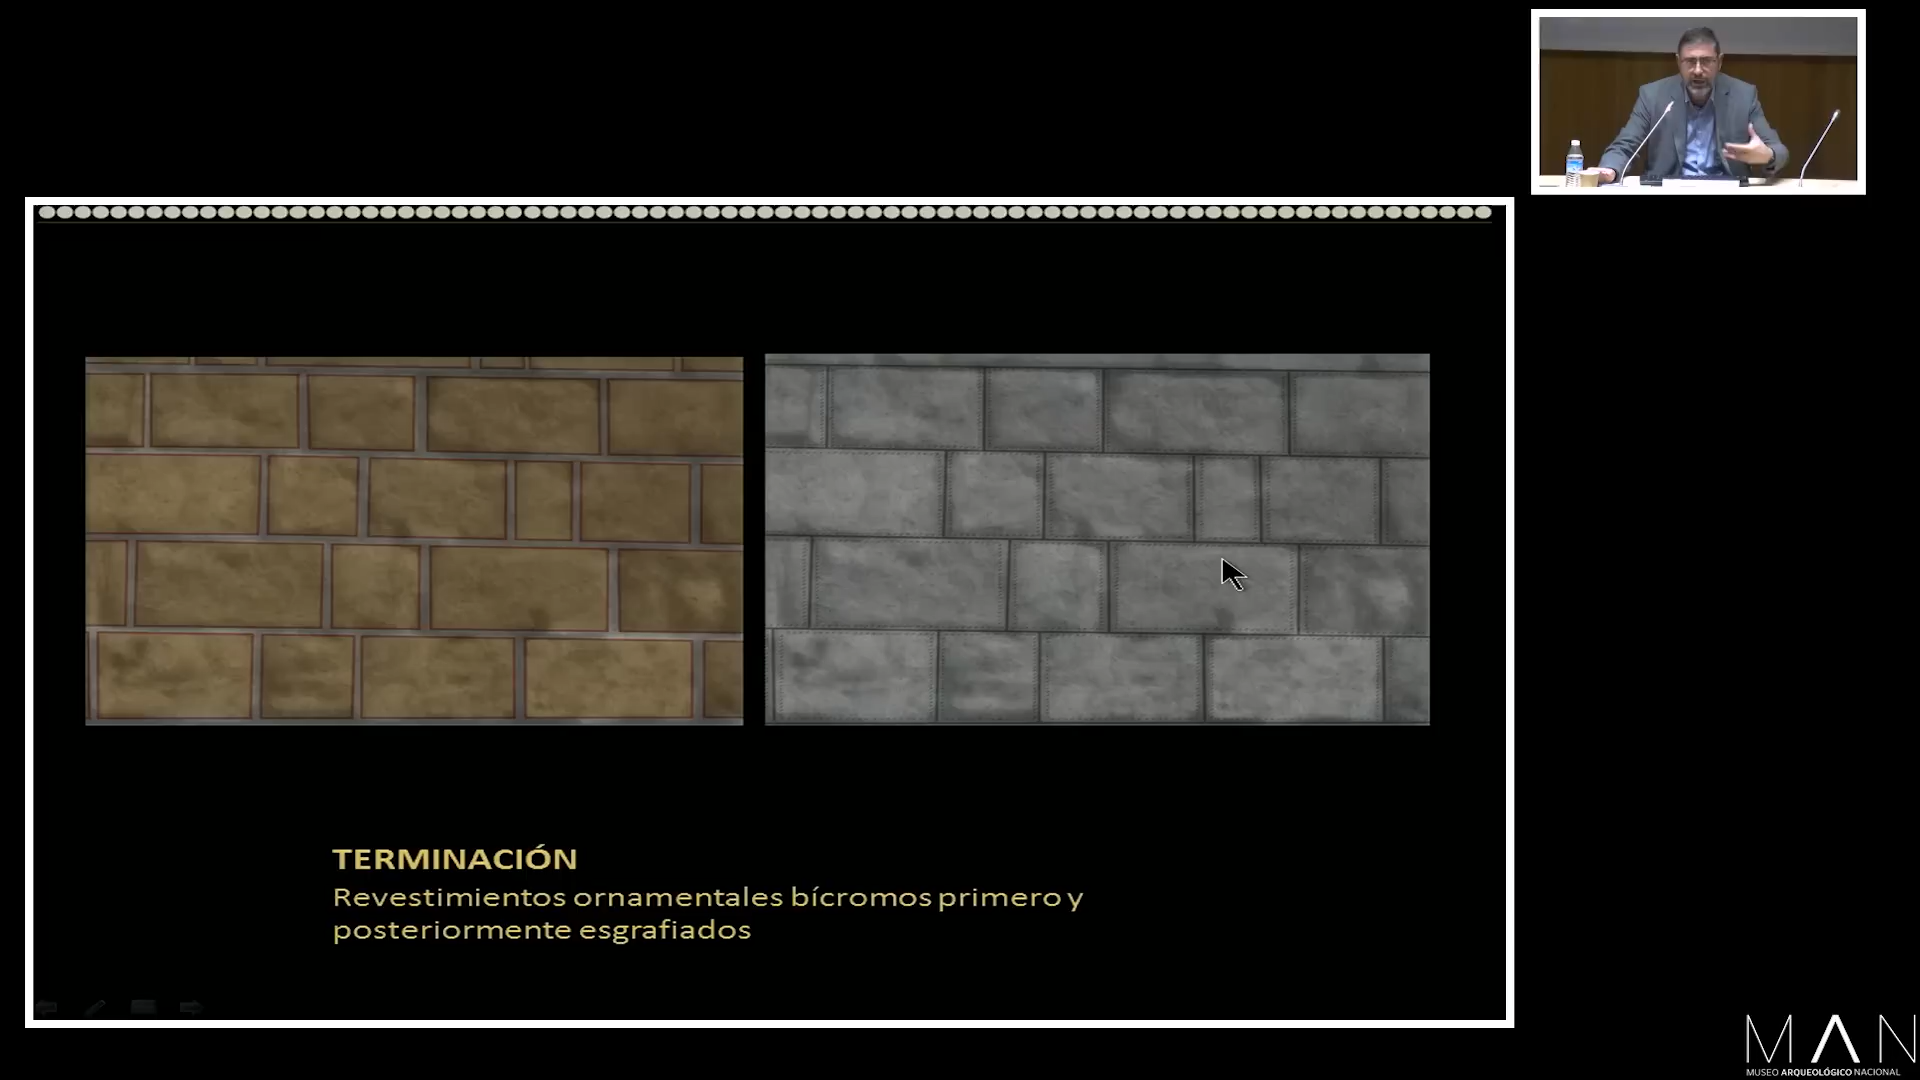 TERMINACIÓN
Revestimientos ornamentales bícromos primero y
posteriormente esgrafiados
MAN
MUSEO ARQUEOLÓGICO NACIONAL